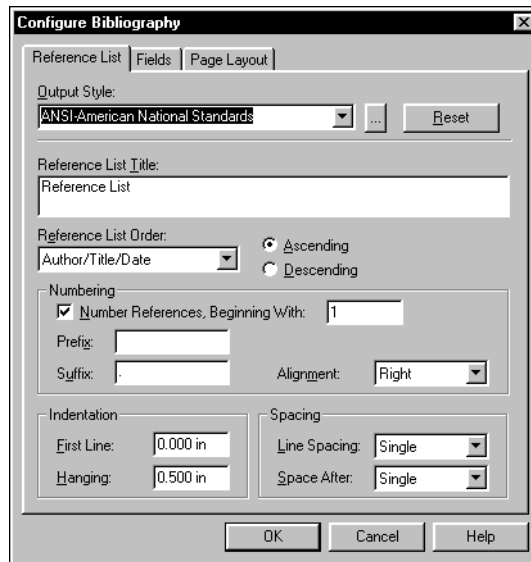 Configure Bibliography
Reference List Fields Page Layout
Output Style:
ANSI-American National Standards ... Reset
Reference List Title:
Reference List
Reference List Order:
Author/Title/Date
Ascending
Descending
Numbering
Number References, Beginning With: 1
Prefix:
Suffix: . Alignment: Right
Indentation
First Line: 0.000 in
Hanging: 0.500 in
Spacing
Line Spacing: Single
Space After: Single
OK Cancel Help